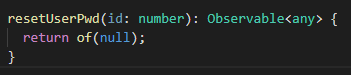 resetUserPwd(id: number): Observable<any> {
  return of(null);
}